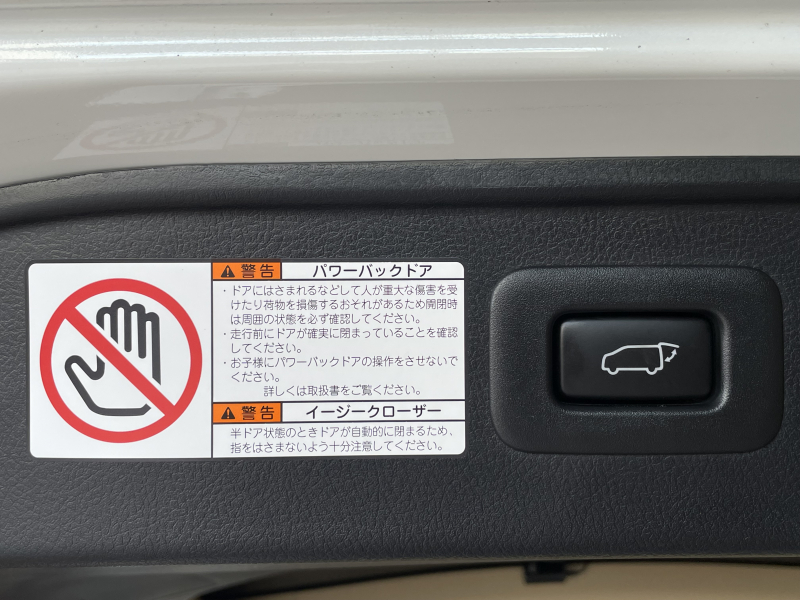 警告 パワーバックドア
・ドアにはさまれるなどして人が重大な傷害を受
けたり荷物を損傷するおそれがあるため開閉時
は周囲の状態を必ず確認してください。
・走行前にドアが確実に閉まっていることを確認
してください。
・お子様にパワーバックドアの操作をさせないで
ください。
詳しくは取扱書をご覧ください。
警告 イージークローザー
半ドア状態のときドアが自動的に閉まるため、
指をはさまないよう十分注意してください。